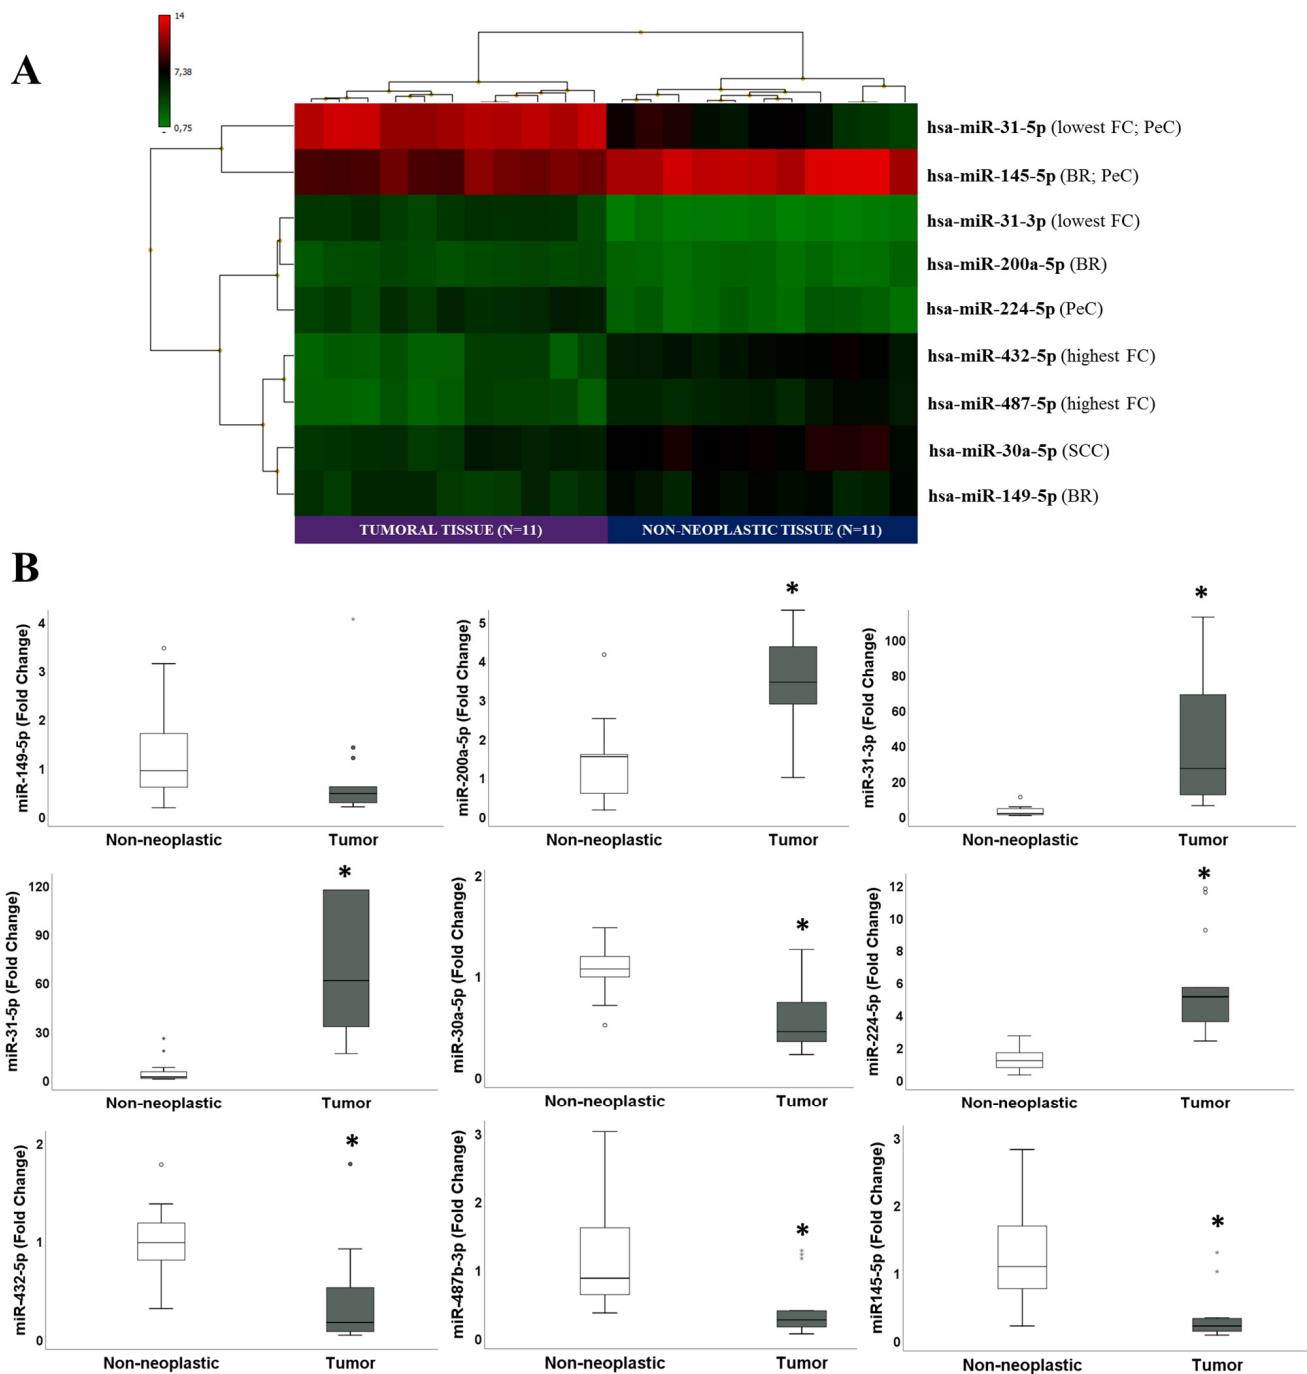 A
14
7,38
0,75
hsa-miR-31-5p (lowest FC; PeC)
hsa-miR-145-5p (BR; PeC)
hsa-miR-31-3p (lowest FC)
hsa-miR-200a-5p (BR)
hsa-miR-224-5p (PeC)
hsa-miR-432-5p (highest FC)
hsa-miR-487-5p (highest FC)
hsa-miR-30a-5p (SCC)
hsa-miR-149-5p (BR)
TUMORAL TISSUE (N=11)
NON-NEOPLASTIC TISSUE (N=11)
B
miR-149-5p (Fold Change)
4
3
2
1
0
Non-neoplastic
Tumor
miR-200a-5p (Fold Change)
5
4
3
2
1
0
*
Non-neoplastic
Tumor
miR-31-3p (Fold Change)
100
80
60
40
20
0
*
Non-neoplastic
Tumor
miR-31-5p (Fold Change)
120
90
60
30
0
*
Non-neoplastic
Tumor
miR-30a-5p (Fold Change)
2
1
0
*
Non-neoplastic
Tumor
miR-224-5p (Fold Change)
12
10
8
6
4
2
0
*
Non-neoplastic
Tumor
miR-432-5p (Fold Change)
2
1
0
*
Non-neoplastic
Tumor
miR-487b-3p (Fold Change)
3
2
1
0
*
Non-neoplastic
Tumor
miR145-5p (Fold Change)
3
2
1
0
*
Non-neoplastic
Tumor